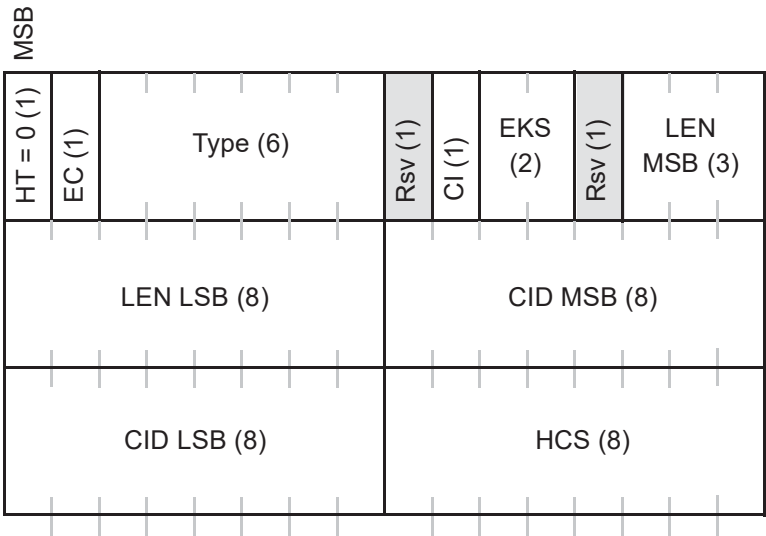 MSB
HT = 0 (1)
EC (1)
Type (6)
Rsv (1)
CI (1)
EKS
(2)
Rsv (1)
LEN
MSB (3)
LEN LSB (8)
CID MSB (8)
CID LSB (8)
HCS (8)